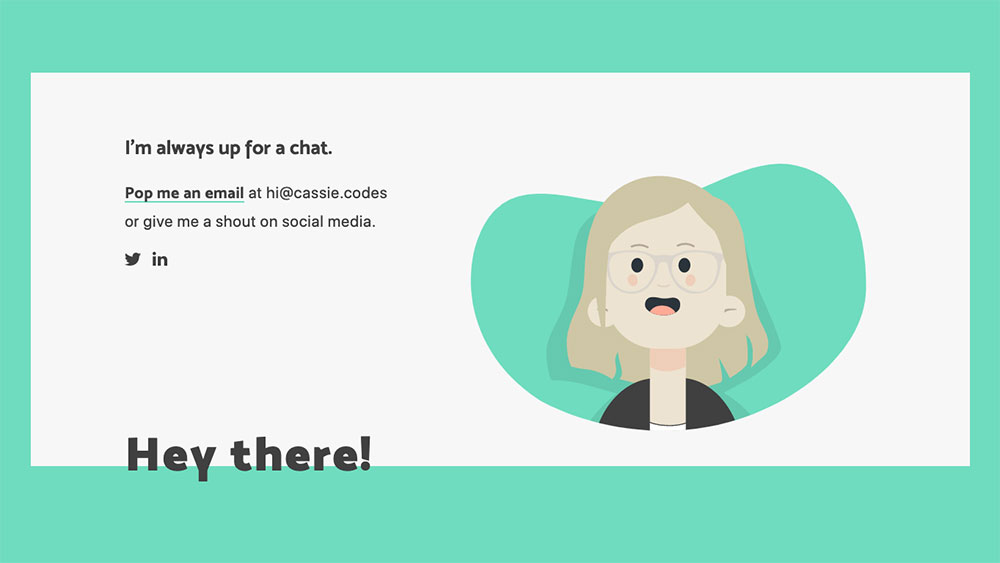 I'm always up for a chat.
Pop me an email at hi@cassie.codes
or give me a shout on social media.
in
Hey there!